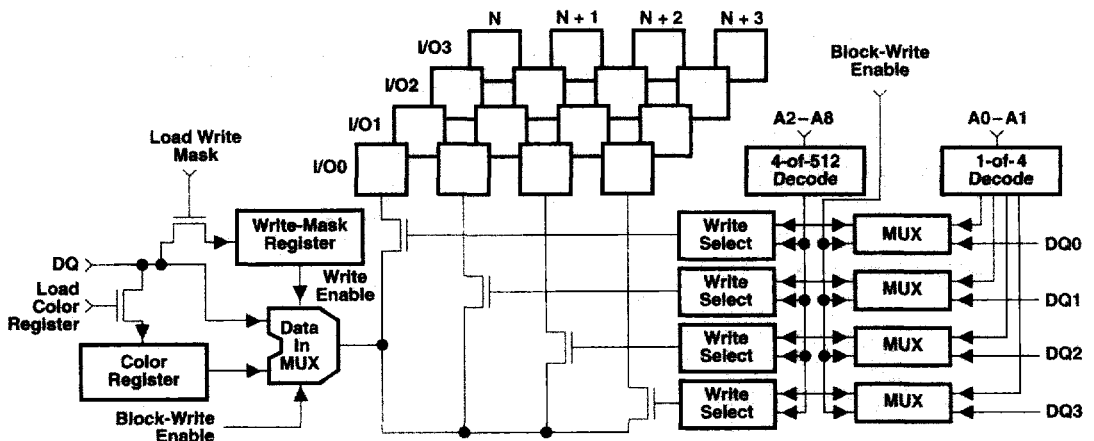 N N + 1 N + 2 N + 3
I/O3
I/O2
I/O1
I/O0
Block-Write
Enable
A2–A8
A0–A1
4-of-512
Decode
1-of-4
Decode
Load Write
Mask
Write-Mask
Register
DQ
Load
Color
Register
Write
Enable
Data
In
MUX
Color
Register
Block-Write
Enable
Write
Select
MUX
DQ0
Write
Select
MUX
DQ1
Write
Select
MUX
DQ2
Write
Select
MUX
DQ3